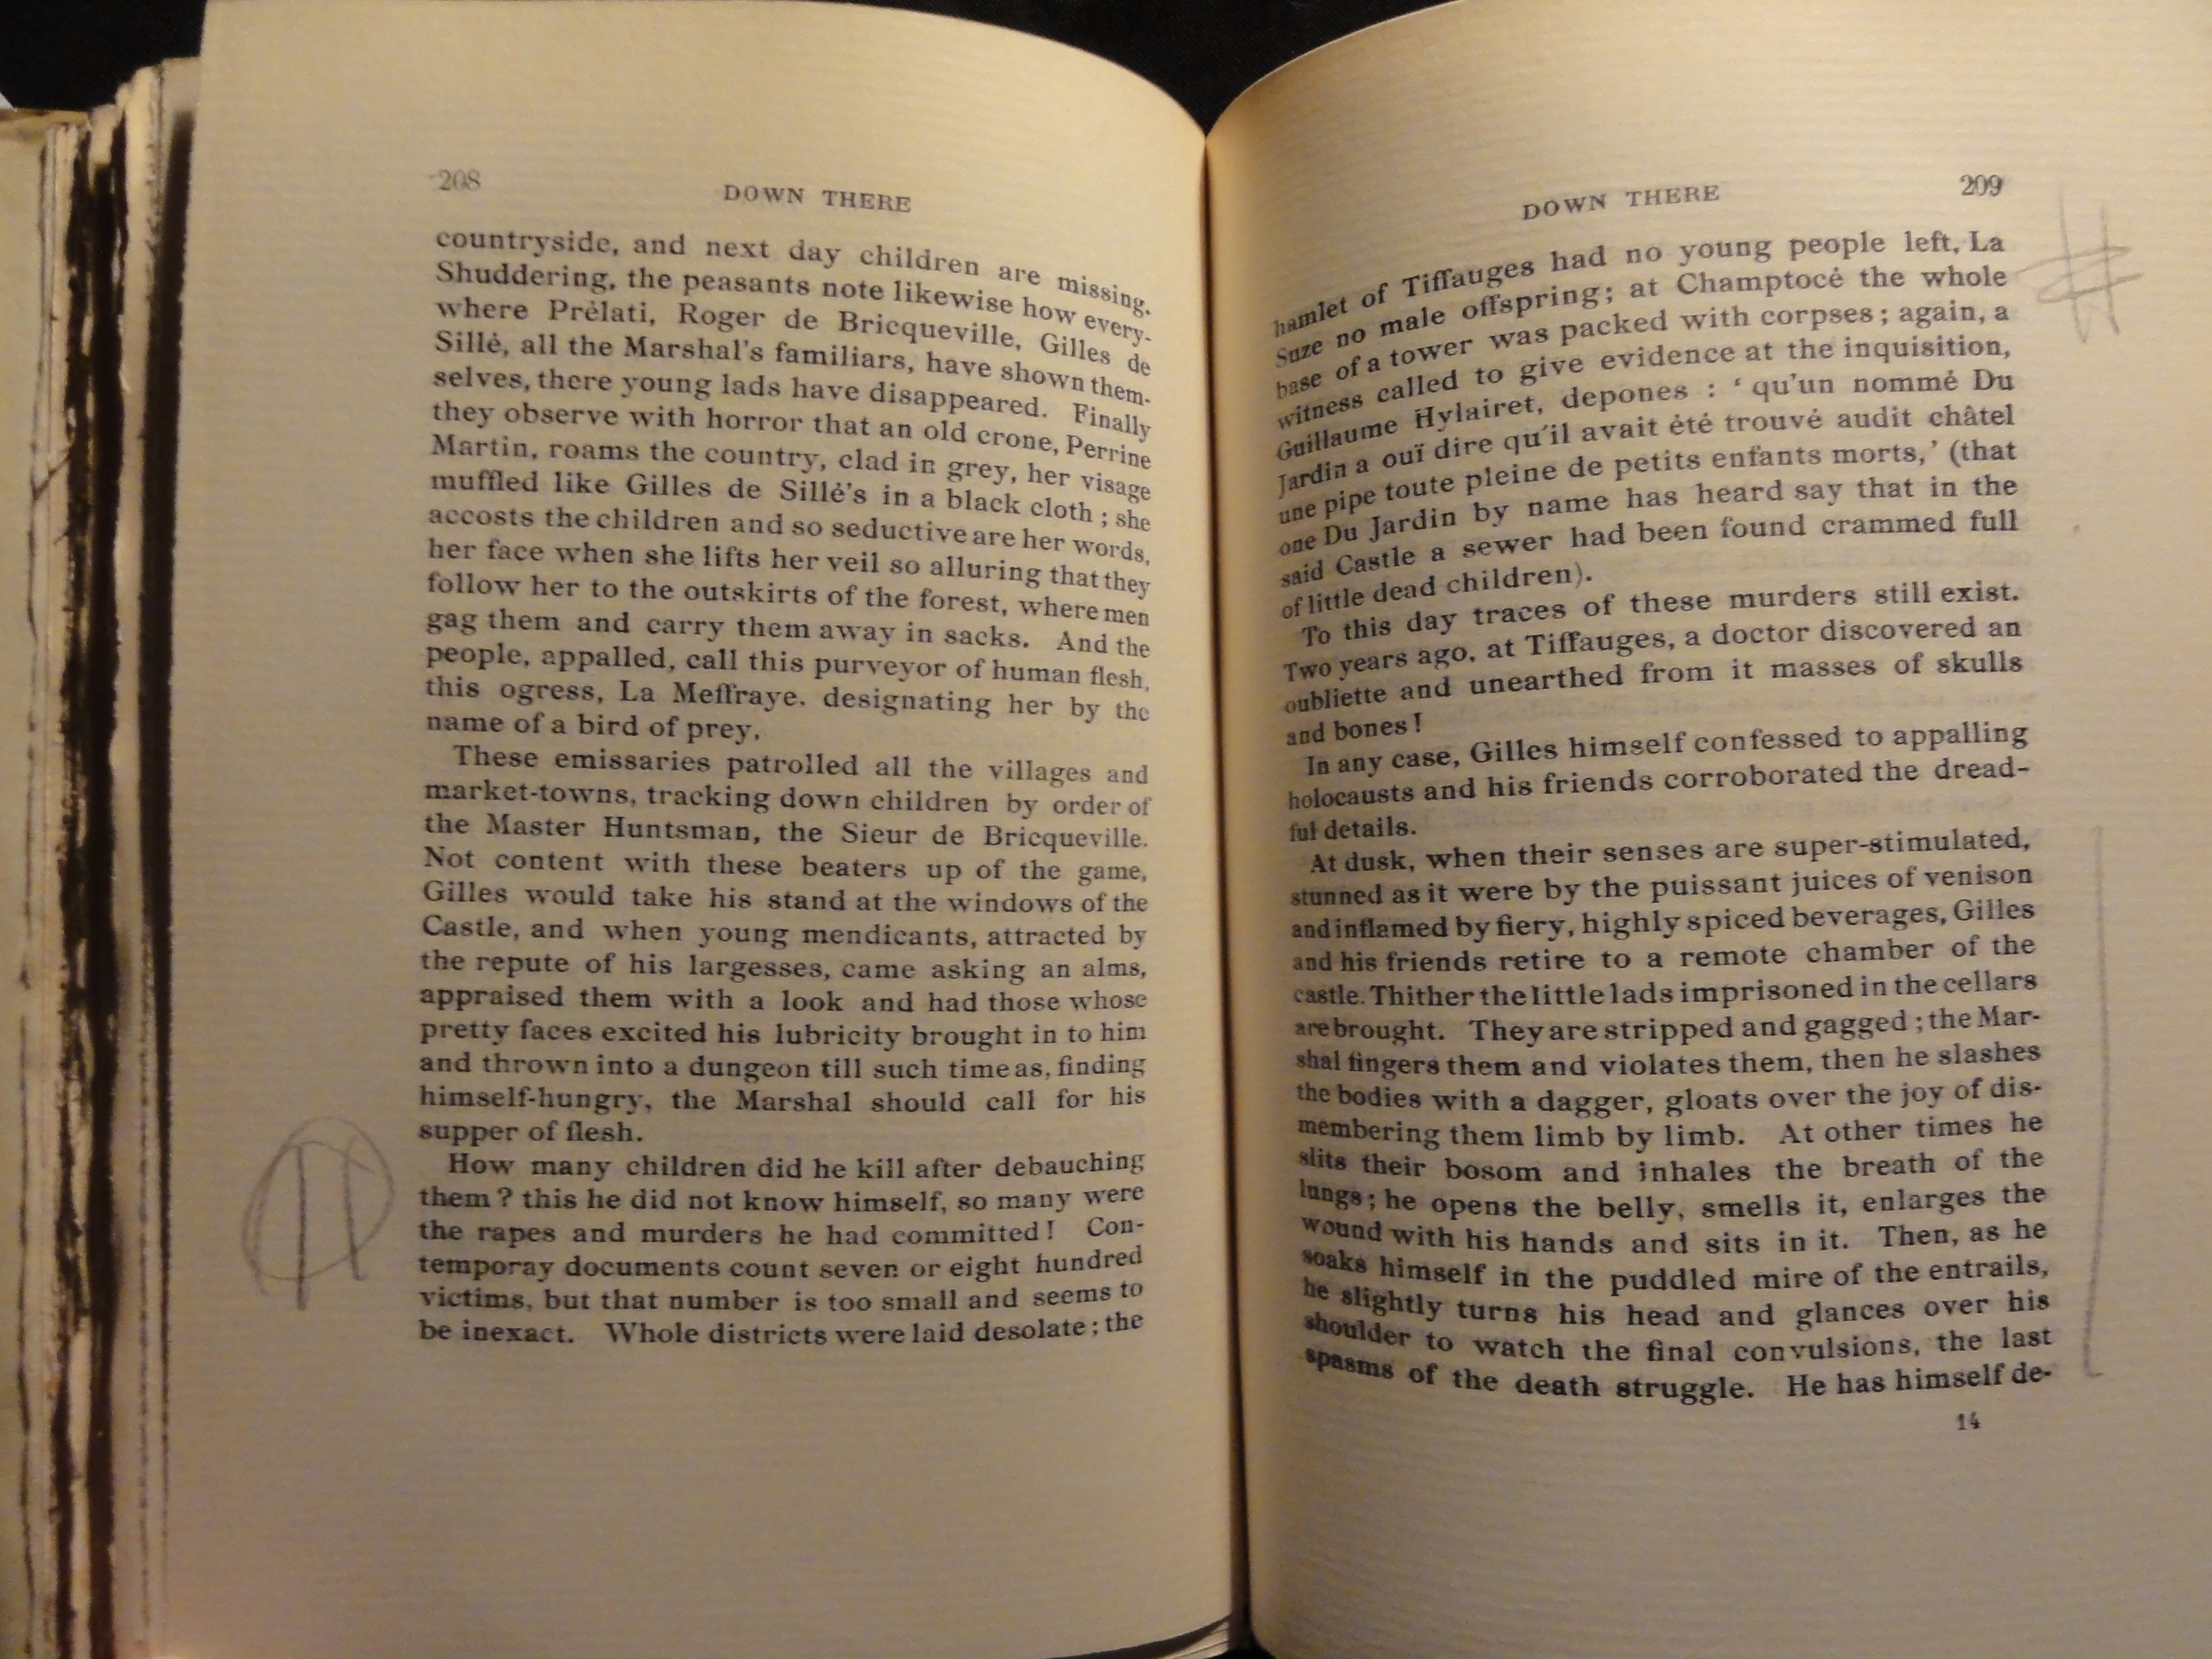 208
DOWN THERE
countryside, and next day children are missing.
Shuddering, the peasants note likewise how every-
where Prélati, Roger de Bricqueville, Gilles de
Sillé, all the Marshal's familiars, have shown them-
selves, there young lads have disappeared. Finally
they observe with horror that an old crone, Perrine
Martin, roams the country, clad in grey, her visage
muffled like Gilles de Sillé's in a black cloth ; she
accosts the children and so seductive are her words,
her face when she lifts her veil so alluring that they
follow her to the outskirts of the forest, where men
gag them and carry them away in sacks. And the
people, appalled, call this purveyor of human flesh,
this ogress, La Meffraye. designating her by the
name of a bird of prey,
These emissaries patrolled all the villages and
market-towns, tracking down children by order of
the Master Huntsman, the Sieur de Bricqueville.
Not content with these beaters up of the game,
Gilles would take his stand at the windows of the
Castle, and when young mendicants, attracted by
the repute of his largesses, came asking an alms,
appraised them with a look and had those whose
pretty faces excited his lubricity brought in to him
and thrown into a dungeon till such time as, finding
himself-hungry, the Marshal should call for his
supper of flesh.
How many children did he kill after debauching
them ? this he did not know himself, so many were
the rapes and murders he had committed ! Con-
temporay documents count seven or eight hundred
victims, but that number is too small and seems to
be inexact. Whole districts were laid desolate ; the
DOWN THERE
209
hamlet of Tiffauges had no young people left, La
Suze no male offspring; at Champtocé the whole
base of a tower was packed with corpses ; again, a
witness called to give evidence at the inquisition,
Guillaume Hylairet, depones : ‘ qu'un nommé Du
Jardin a ouï dire qu'il avait été trouvé audit châtel
une pipe toute pleine de petits enfants morts,’ (that
one Du Jardin by name has heard say that in the
said Castle a sewer had been found crammed full
of little dead children).
To this day traces of these murders still exist.
Two years ago, at Tiffauges, a doctor discovered an
oubliette and unearthed from it masses of skulls
and bones !
In any case, Gilles himself confessed to appalling
holocausts and his friends corroborated the dread-
ful details.
At dusk, when their senses are super-stimulated,
stunned as it were by the puissant juices of venison
and inflamed by fiery, highly spiced beverages, Gilles
and his friends retire to a remote chamber of the
castle. Thither the little lads imprisoned in the cellars
are brought. They are stripped and gagged ; the Mar-
shal fingers them and violates them, then he slashes
the bodies with a dagger, gloats over the joy of dis-
membering them limb by limb. At other times he
slits their bosom and inhales the breath of the
lungs ; he opens the belly, smells it, enlarges the
wound with his hands and sits in it. Then, as he
soaks himself in the puddled mire of the entrails,
he slightly turns his head and glances over his
shoulder to watch the final convulsions, the last
spasms of the death struggle. He has himself de-
14